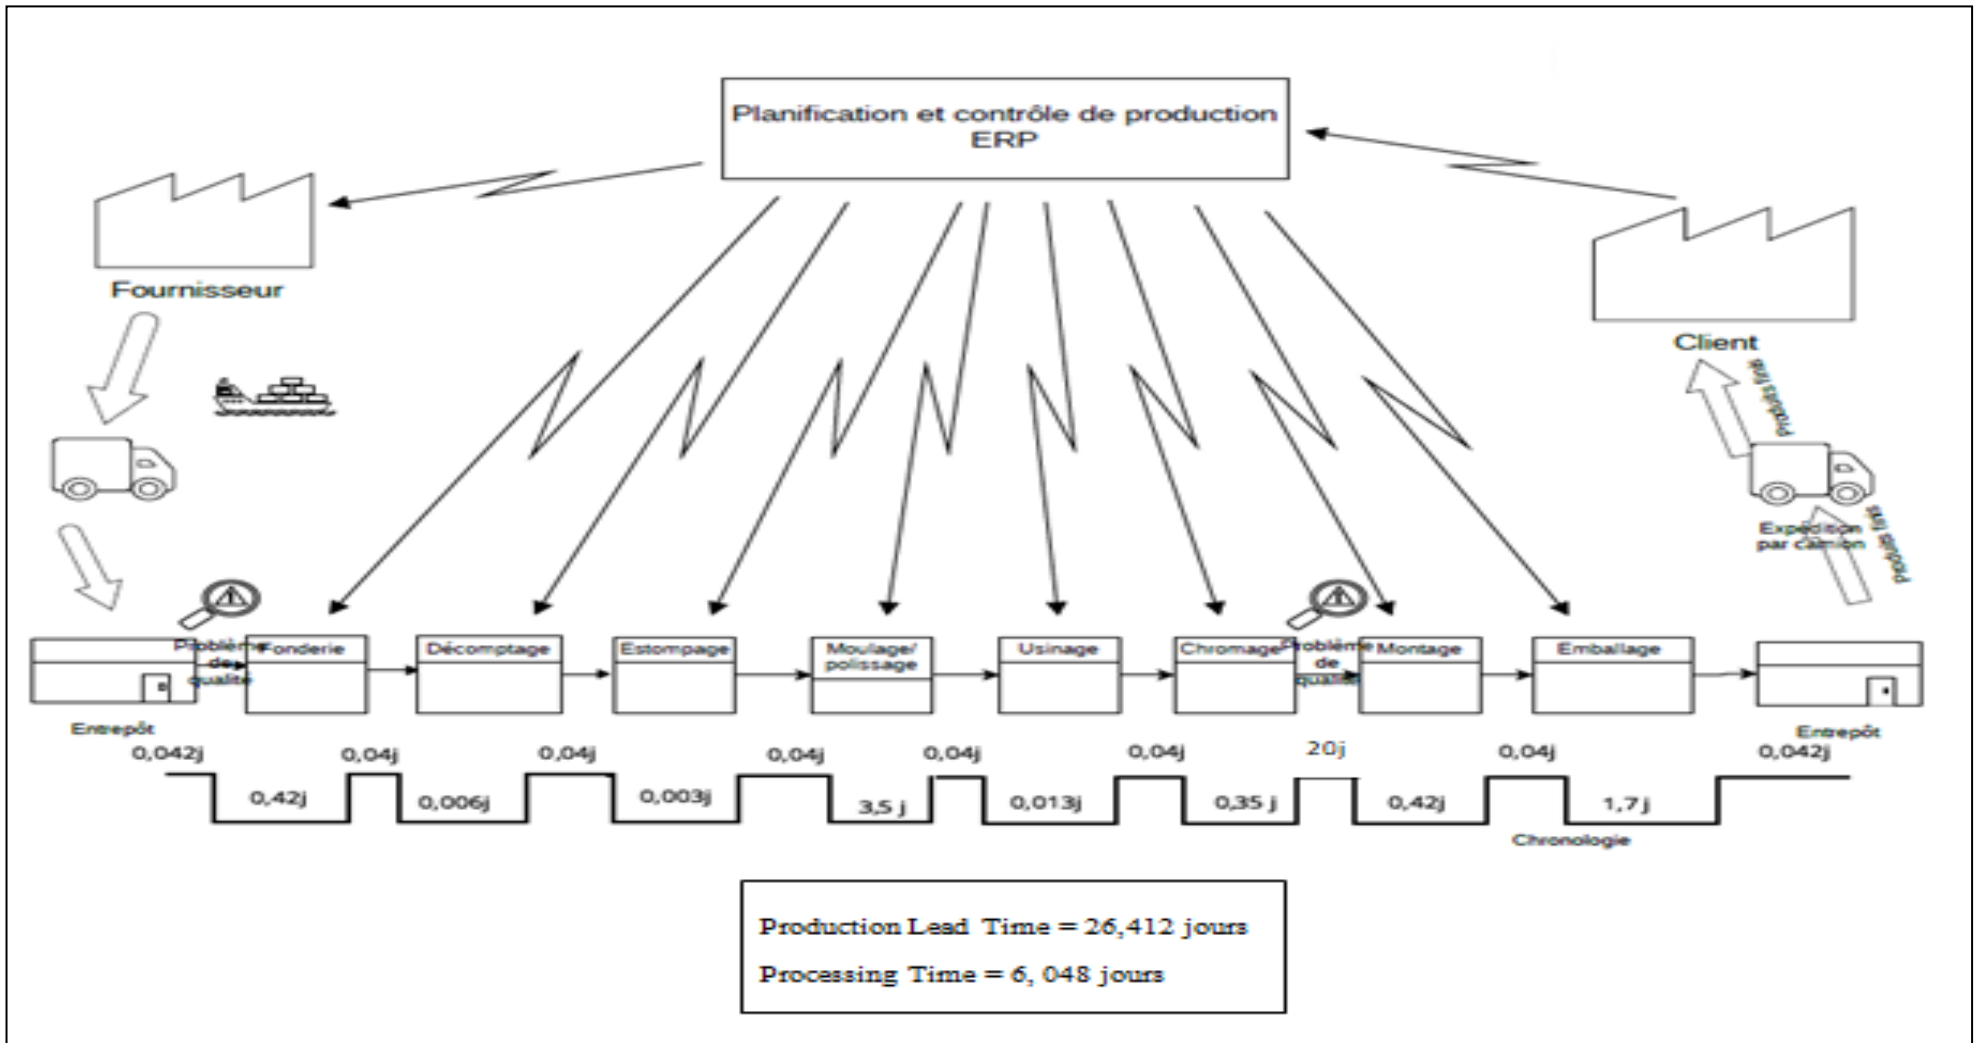 Planification et contrôle de production
ERP
Fournisseur
Client
Produits finis
Expédition
par camion
Produits finis
Problème
de
qualité
Fonderie
Décomptage
Estompage
Moulage/
polissage
Usinage
Chromage
Problème
de
qualité
Montage
Emballage
Entrepôt
Entrepôt
0,042j
0,04j
0,04j
0,04j
0,04j
0,04j
20j
0,04j
0,042j
0,42j
0,006j
0,003j
3,5 j
0,013j
0,35 j
0,42j
1,7j
Chronologie
Production Lead Time = 26,412 jours
Processing Time = 6, 048 jours